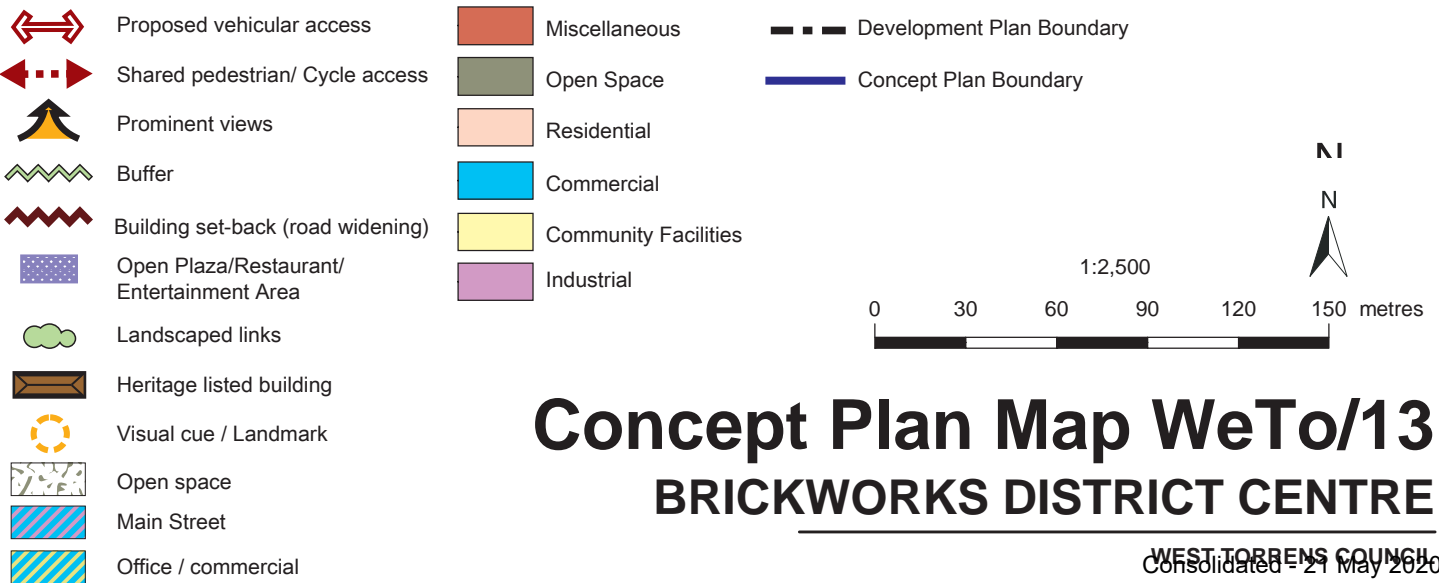 Proposed vehicular access
Shared pedestrian/ Cycle access
Prominent views
Buffer
Building set-back (road widening)
Open Plaza/Restaurant/
Entertainment Area
Landscaped links
Heritage listed building
Visual cue / Landmark
Open space
Main Street
Office / commercial
Miscellaneous
Open Space
Residential
Commercial
Community Facilities
Industrial
Development Plan Boundary
Concept Plan Boundary
N
N
1:2,500
0 30 60 90 120 150 metres
Concept Plan Map WeTo/13
BRICKWORKS DISTRICT CENTRE
WEST TORRENS COUNCIL
Consolidated - 21 May 2020